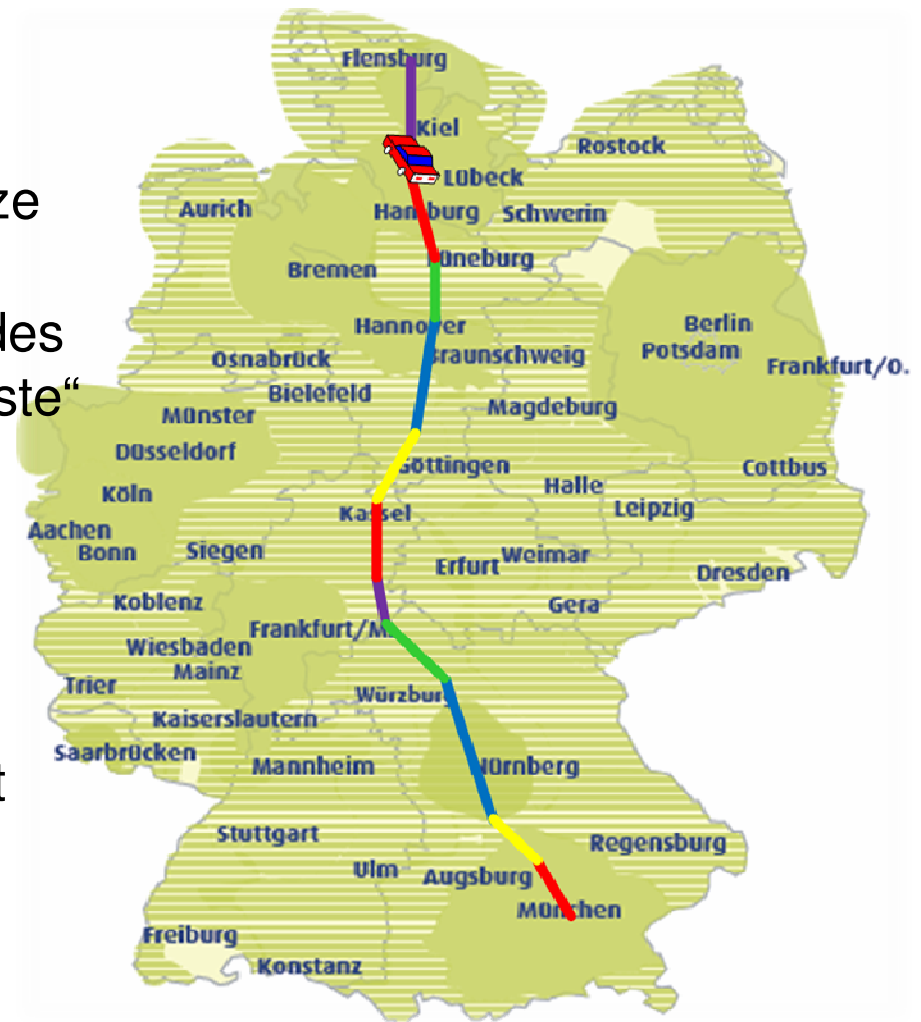 Flensburg
Kiel
Rostock
Lübeck
ze
Aurich
Hamburg
Schwerin
Lüneburg
Bremen
Hannover
Berlin
des
Braunschweig
Potsdam
Osnabrück
Frankfurt/O.
ste“
Bielefeld
Magdeburg
Münster
Düsseldorf
Göttingen
Cottbus
Halle
Köln
Leipzig
Kassel
Aachen
Bonn
Siegen
Weimar
Erfurt
Dresden
Koblenz
Gera
Frankfurt/M.
Wiesbaden
Mainz
Trier
Würzburg
Kaiserslautern
Saarbrücken
Mannheim
Nürnberg
t
Stuttgart
Regensburg
Ulm
Augsburg
München
Freiburg
Konstanz